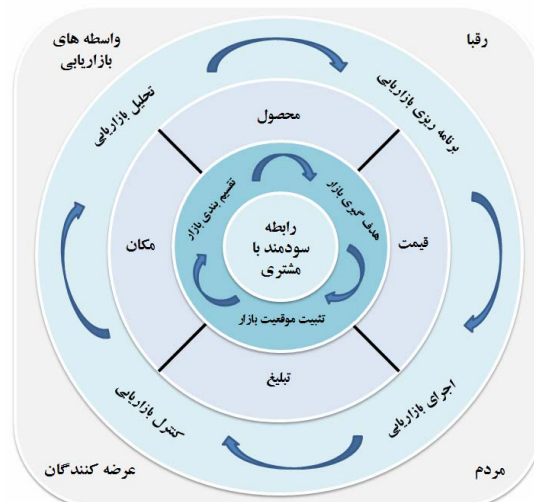 رقبا
واسطه های
بازاریابی
برنامه ریزی بازاریابی
تحلیل بازاریابی
محصول
هدف گیری بازار
تقسیم بندی بازار
رابطه
سودمند با
مشتری
قیمت
مکان
تثبیت موقعیت بازار
تبلیغ
اجرای بازاریابی
کنترل بازاریابی
مردم
عرضه کنندگان